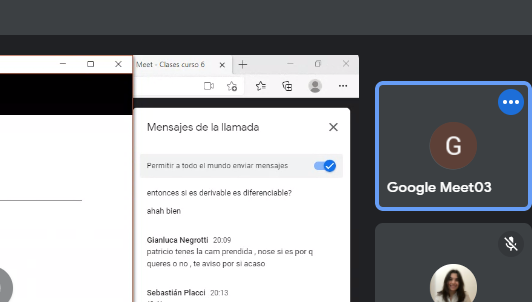 Meet - Clases curso 6
Mensajes de la llamada
Permitir a todo el mundo enviar mensajes
entonces si es derivable es diferenciable?
ahah bien
Gianluca Negrotti 20:09
patricio tenes la cam prendida , nose si es por q
queres o no , te aviso por si acaso
Sebastián Placci 20:13
G
Google Meet03